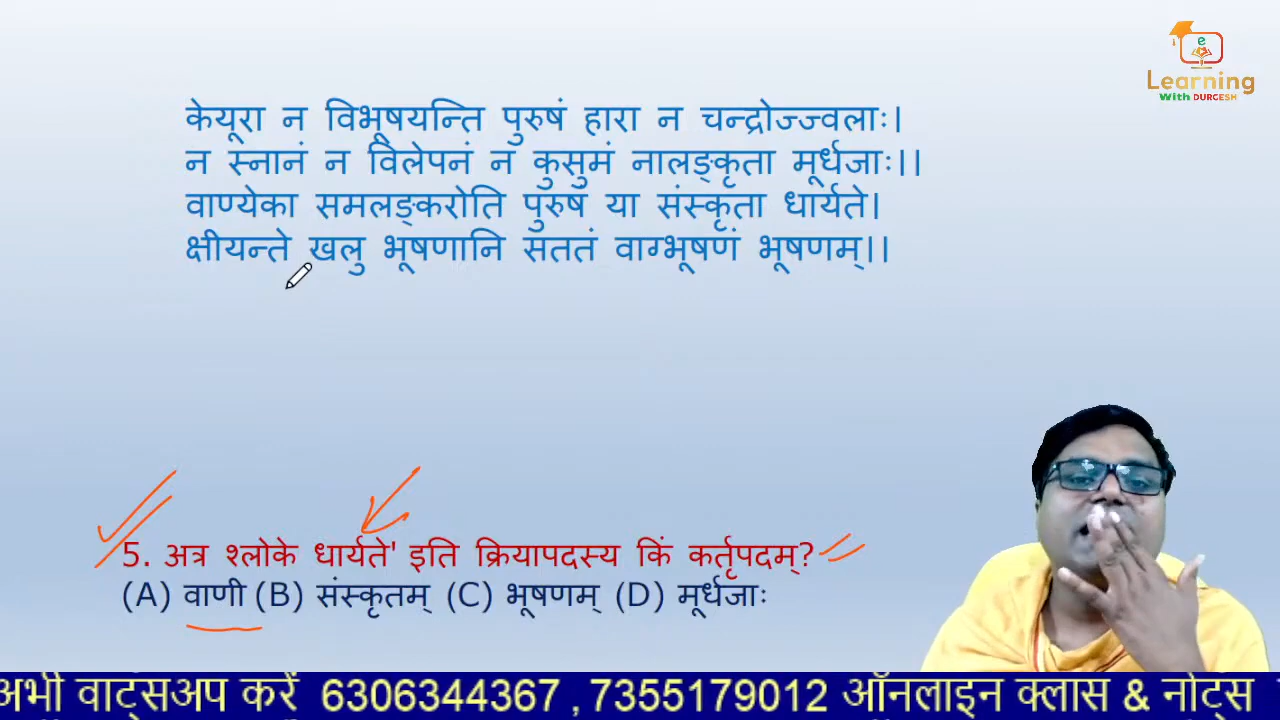 e
Learning
With DURGESH
केयूरा न विभूषयन्ति पुरुषं हारा न चन्द्रोज्ज्वलाः।
न स्नानं न विलेपनं न कुसुमं नालङ्कृता मूर्धजाः।।
वाण्येका समलङ्करोति पुरुषं या संस्कृता धार्यते।
क्षीयन्ते खलु भूषणानि सततं वाग्भूषणं भूषणम्।।
5. अत्र श्लोके धार्यते' इति क्रियापदस्य किं कर्तृपदम्?
(A) वाणी (B) संस्कृतम् (C) भूषणम् (D) मूर्धजाः
अभी वाट्सअप करें 6306344367 , 7355179012 ऑनलाइन क्लास & नोट्स